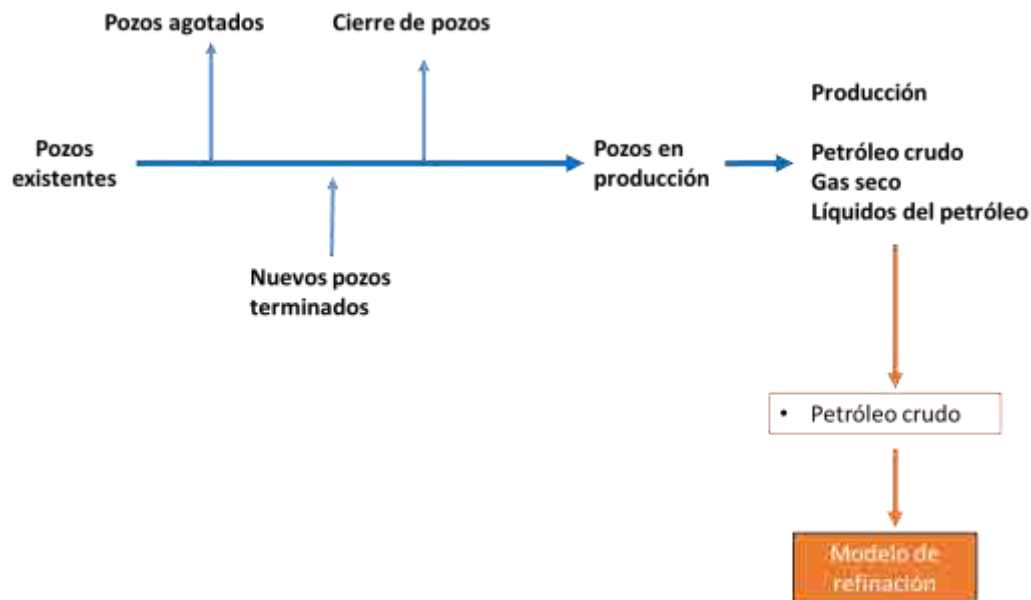 Pozos agotados
Cierre de pozos
Pozos
existentes
Nuevos pozos
terminados
Pozos en
producción
Producción
Petróleo crudo
Gas seco
Líquidos del petróleo
• Petróleo crudo
Modelo de
refinación